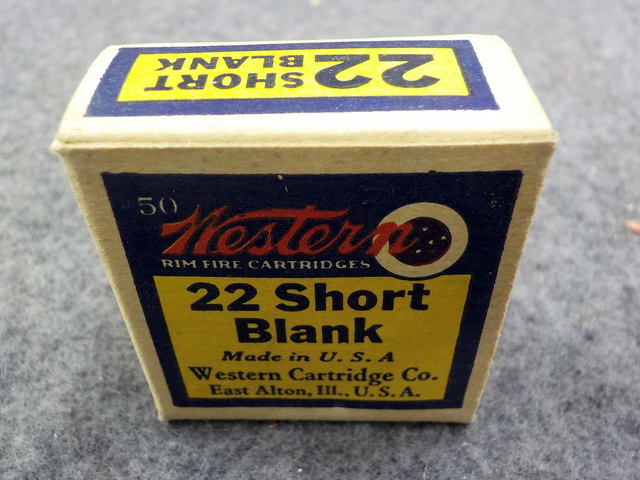 22 SHORT
BLANK
50
Western
RIM FIRE CARTRIDGES
22 Short
Blank
Made in U. S. A
Western Cartridge Co.
East Alton, Ill., U.S.A.